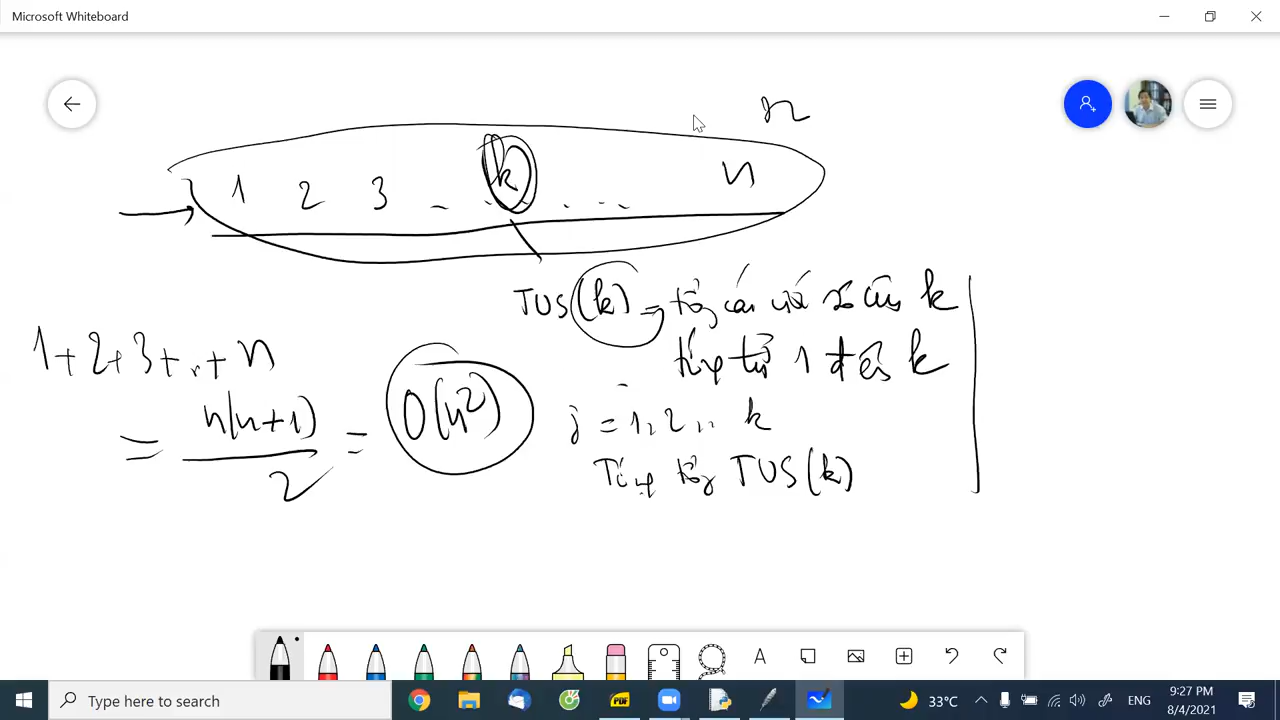 Microsoft Whiteboard
n
1 2 3 ... k ... n
TUS(k) = tổng các ước số của k
tính từ 1 đến k
1+2+3+..+n
= n(n+1)/2 = O(n²)
j = 1, 2 .. k
Tính tổng TUS(k)
A
Type here to search
33°C
ENG
9:27 PM
8/4/2021